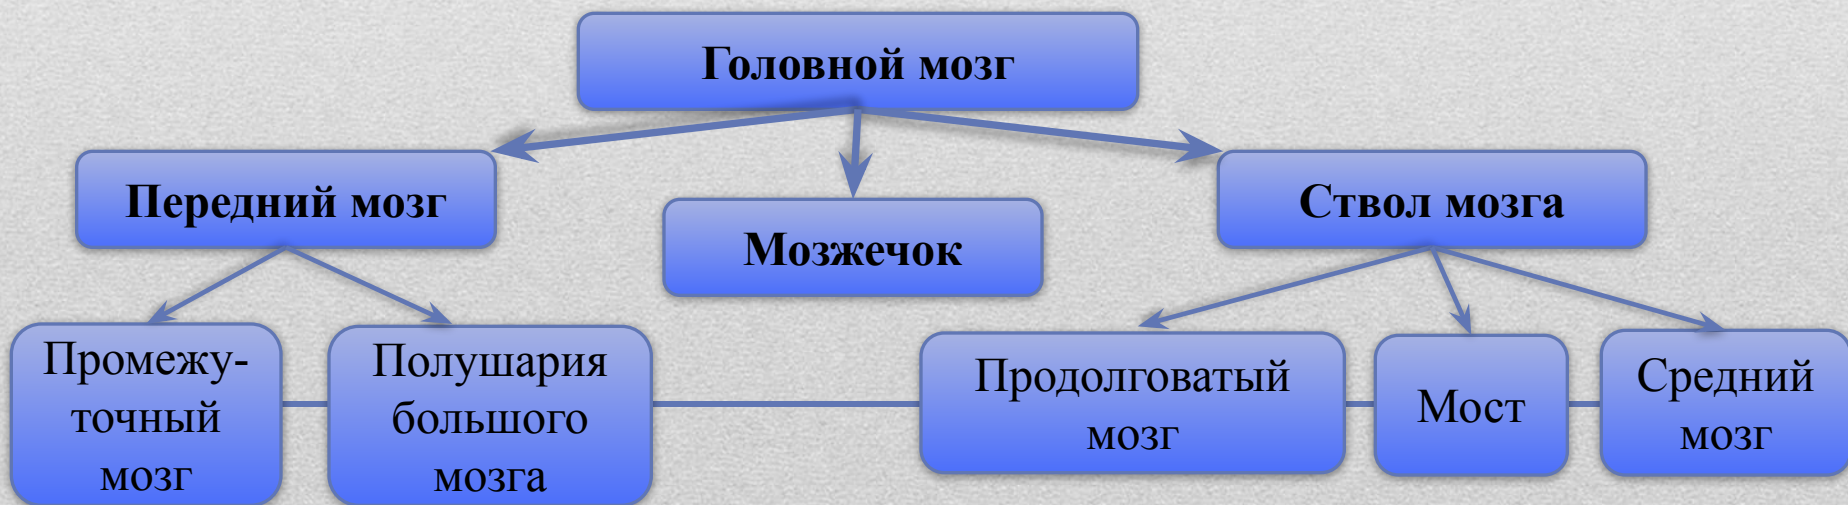 Головной мозг
Передний мозг
Мозжечок
Ствол мозга
Промежу-
точный
мозг
Полушария
большого
мозга
Продолговатый
мозг
Мост
Средний
мозг